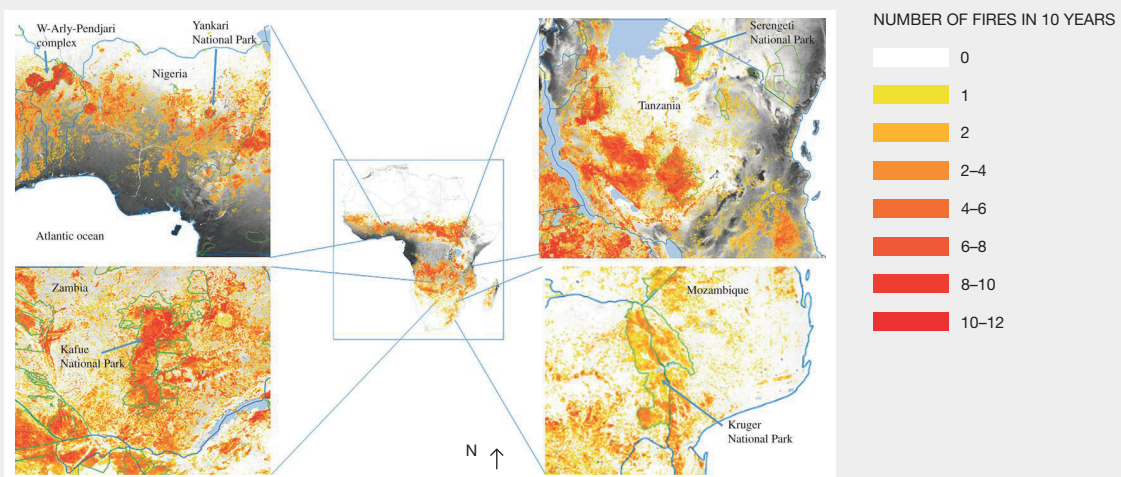 W-Arly-Pendjari
complex
Yankari
National Park
Nigeria
Atlantic ocean
Serengeti
National Park
Tanzania
Zambia
Kafue
National Park
Mozambique
Kruger
National Park
N
NUMBER OF FIRES IN 10 YEARS
0
1
2
2–4
4–6
6–8
8–10
10–12